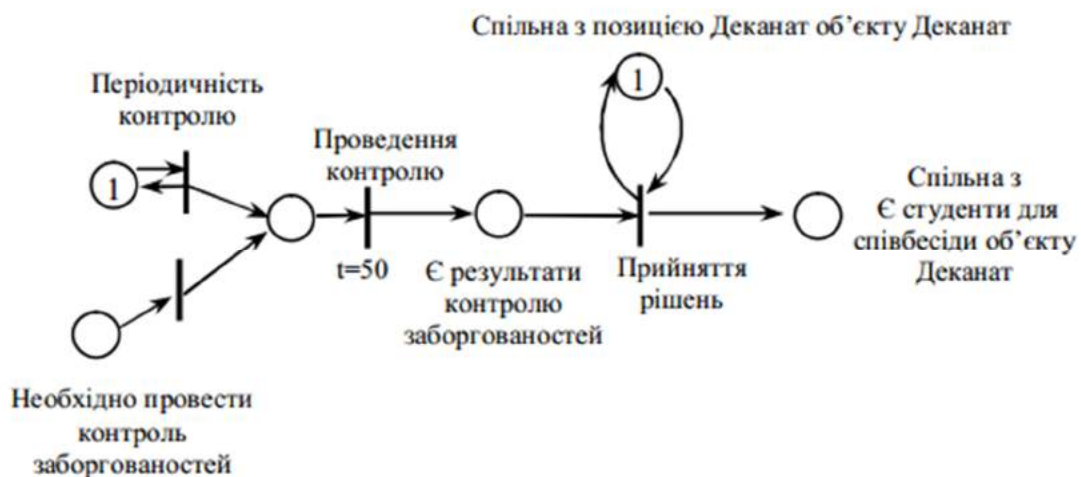 Спільна з позицією Деканат об’єкту Деканат
1
Періодичність
контролю
1
Проведення
контролю
t=50
Є результати
контролю
заборгованостей
Прийняття
рішень
Спільна з
Є студенти для
співбесіди об’єкту
Деканат
Необхідно провести
контроль
заборгованостей